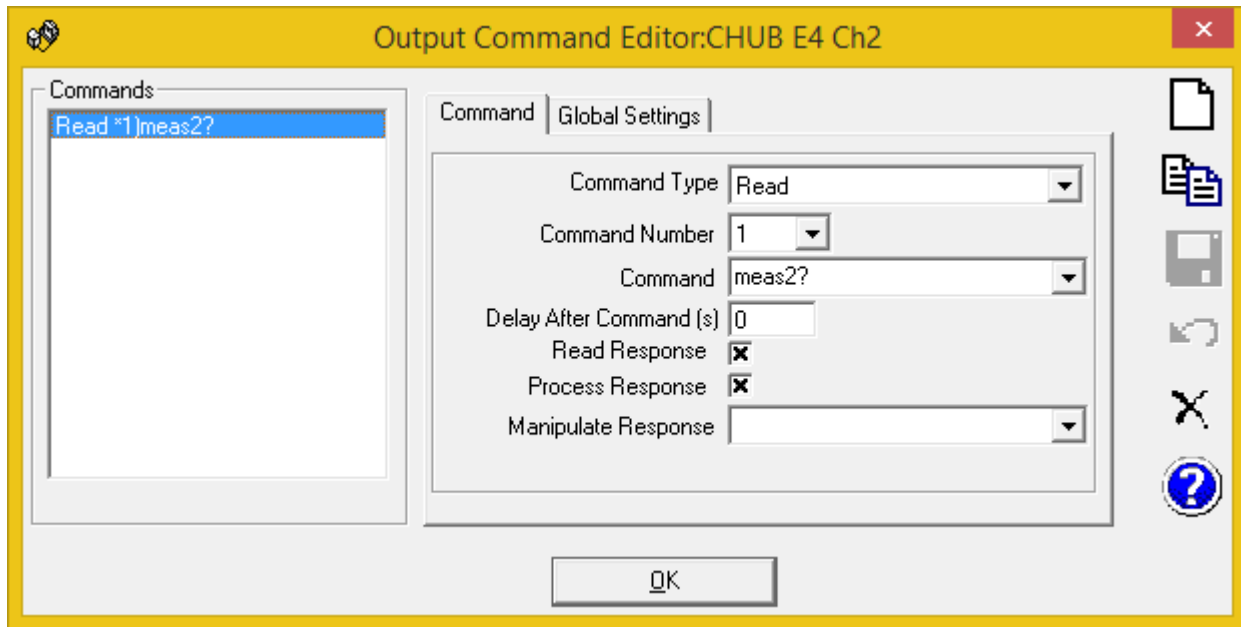 Output Command Editor:CHUB E4 Ch2
Commands
Read *1)meas2?
Command
Global Settings
Command Type
Read
Command Number
1
Command
meas2?
Delay After Command (s)
0
Read Response
Process Response
Manipulate Response
OK